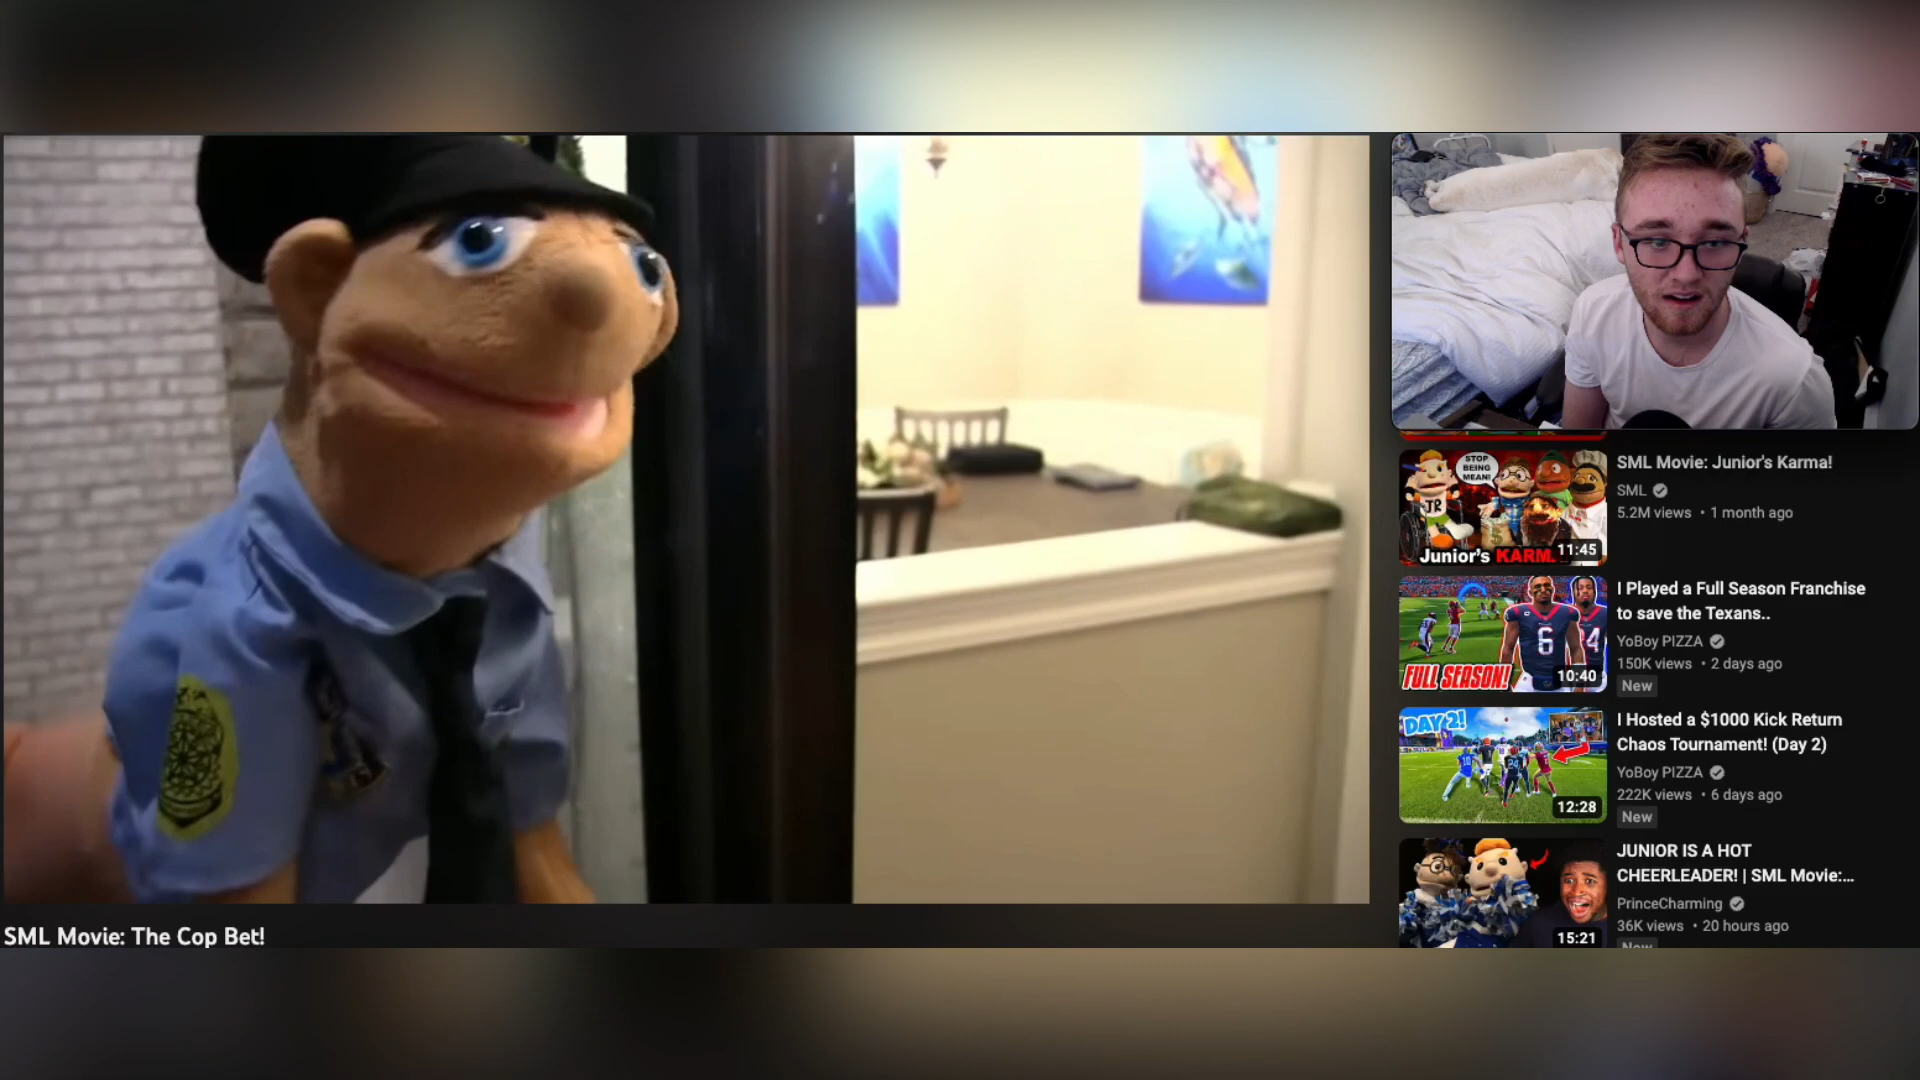 SML Movie: The Cop Bet!
STOP
BEING
MEAN!
JR
Junior's KARM.
11:45
SML Movie: Junior's Karma!
SML
5.2M views • 1 month ago
6
4
FULL SEASON!
10:40
I Played a Full Season Franchise
to save the Texans..
YoBoy PIZZA
150K views • 2 days ago
New
DAY 2!
12:28
I Hosted a $1000 Kick Return
Chaos Tournament! (Day 2)
YoBoy PIZZA
222K views • 6 days ago
New
15:21
JUNIOR IS A HOT
CHEERLEADER! | SML Movie:...
PrinceCharming
36K views • 20 hours ago
New